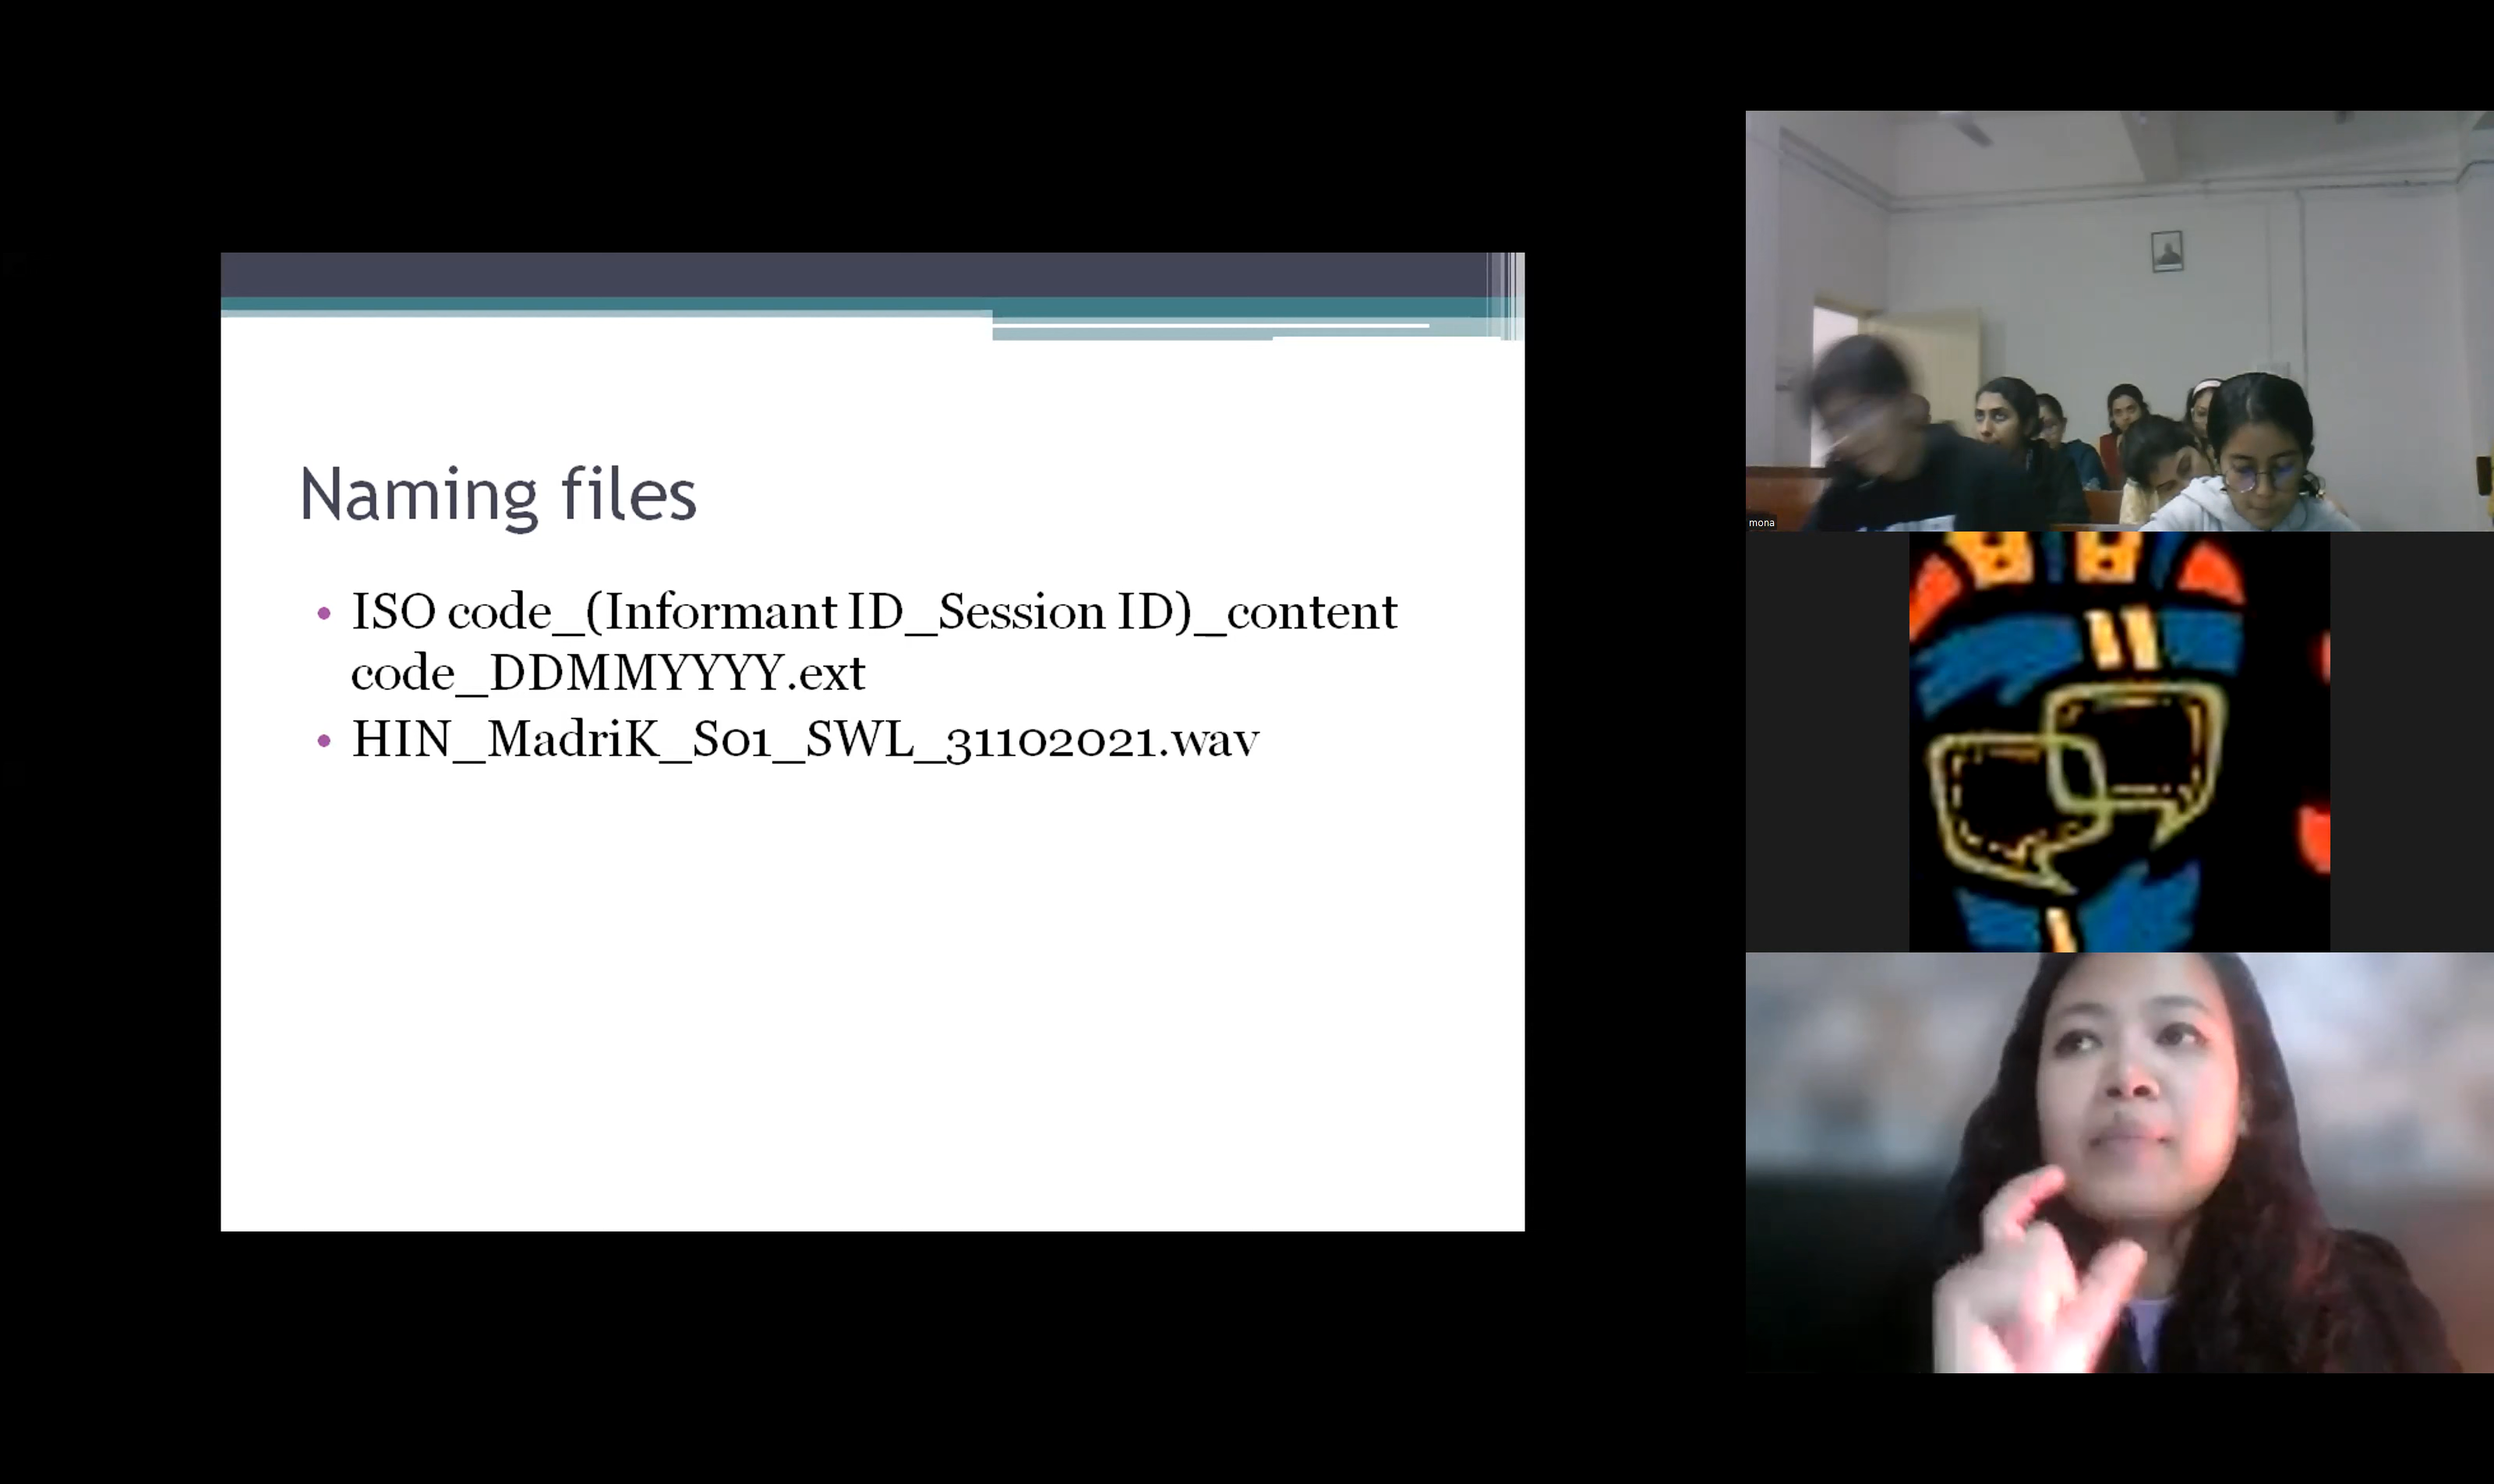 Naming files
• ISO code_(Informant ID_Session ID)_content
code_DDMMYYYY.ext
• HIN_MadriK_S01_SWL_31102021.wav
mona